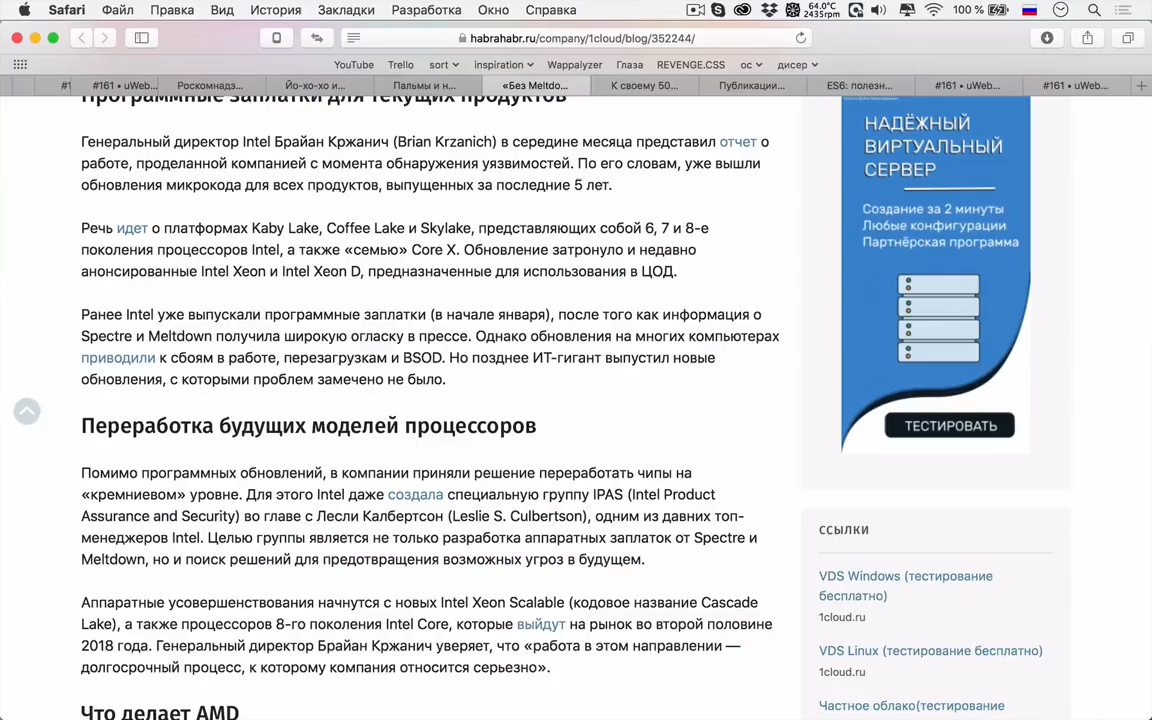 Safari Файл Правка Вид История Закладки Разработка Окно Справка 64.0°C 2435rpm 100 %
habrahabr.ru/company/1cloud/blog/352244/
YouTube Trello sort inspiration Wappalyzer Глаза REVENGE.CSS ос дисер
#1 #161 • uWeb... Роскомнадз... Йо-хо-хо и... Пальмы и н... «Без Meltdo... К своему 50... Публикации... ES6: полезн... #161 • uWeb... #161 • uWeb...
Программные заплатки для текущих продуктов
Генеральный директор Intel Брайан Кржанич (Brian Krzanich) в середине месяца представил отчет о
работе, проделанной компанией с момента обнаружения уязвимостей. По его словам, уже вышли
обновления микрокода для всех продуктов, выпущенных за последние 5 лет.
Речь идет о платформах Kaby Lake, Coffee Lake и Skylake, представляющих собой 6, 7 и 8-е
поколения процессоров Intel, а также «семью» Core X. Обновление затронуло и недавно
анонсированные Intel Xeon и Intel Xeon D, предназначенные для использования в ЦОД.
Ранее Intel уже выпускали программные заплатки (в начале января), после того как информация о
Spectre и Meltdown получила широкую огласку в прессе. Однако обновления на многих компьютерах
приводили к сбоям в работе, перезагрузкам и BSOD. Но позднее ИТ-гигант выпустил новые
обновления, с которыми проблем замечено не было.
Переработка будущих моделей процессоров
Помимо программных обновлений, в компании приняли решение переработать чипы на
«кремниевом» уровне. Для этого Intel даже создала специальную группу IPAS (Intel Product
Assurance and Security) во главе с Лесли Калбертсон (Leslie S. Culbertson), одним из давних топ-
менеджеров Intel. Целью группы является не только разработка аппаратных заплаток от Spectre и
Meltdown, но и поиск решений для предотвращения возможных угроз в будущем.
Аппаратные усовершенствования начнутся с новых Intel Xeon Scalable (кодовое название Cascade
Lake), а также процессоров 8-го поколения Intel Core, которые выйдут на рынок во второй половине
2018 года. Генеральный директор Брайан Кржанич уверяет, что «работа в этом направлении —
долгосрочный процесс, к которому компания относится серьезно».
Что делает AMD
НАДЁЖНЫЙ
ВИРТУАЛЬНЫЙ
СЕРВЕР
Создание за 2 минуты
Любые конфигурации
Партнёрская программа
ТЕСТИРОВАТЬ
ССЫЛКИ
VDS Windows (тестирование
бесплатно)
1cloud.ru
VDS Linux (тестирование бесплатно)
1cloud.ru
Частное облако(тестирование